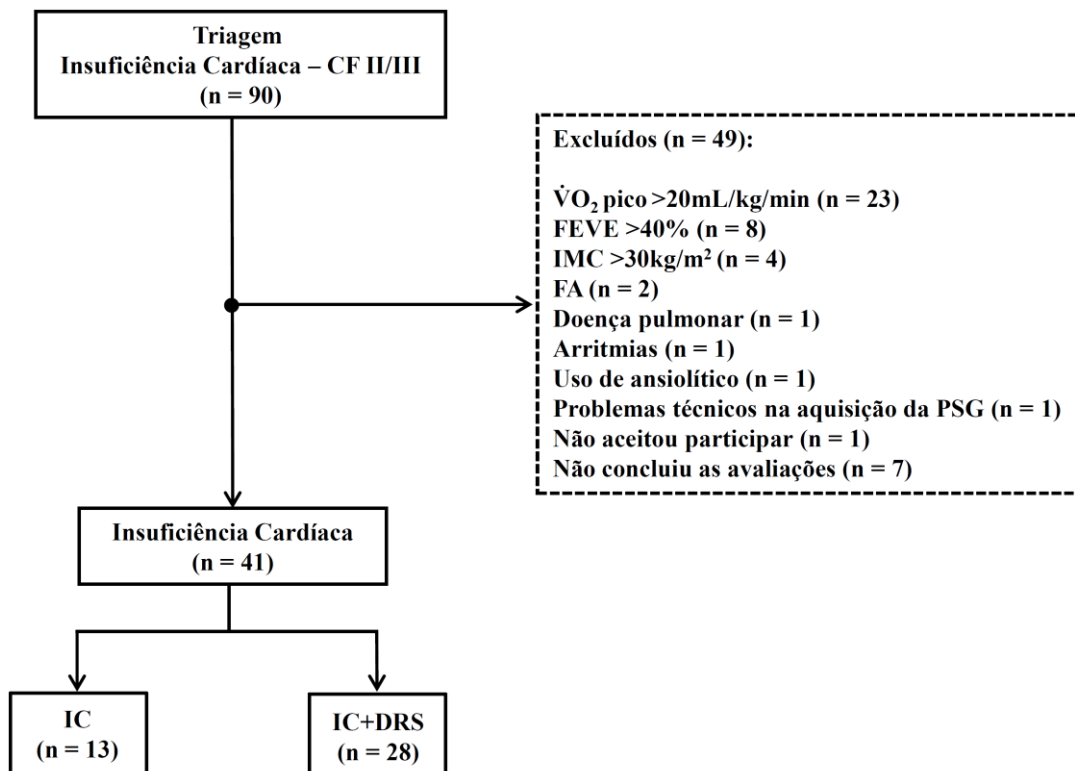 Triagem
Insuficiência Cardíaca – CF II/III
(n = 90)
Excluídos (n = 49):
V̇O₂ pico >20mL/kg/min (n = 23)
FEVE >40% (n = 8)
IMC >30kg/m² (n = 4)
FA (n = 2)
Doença pulmonar (n = 1)
Arritmias (n = 1)
Uso de ansiolítico (n = 1)
Problemas técnicos na aquisição da PSG (n = 1)
Não aceitou participar (n = 1)
Não concluiu as avaliações (n = 7)
Insuficiência Cardíaca
(n = 41)
IC
(n = 13)
IC+DRS
(n = 28)